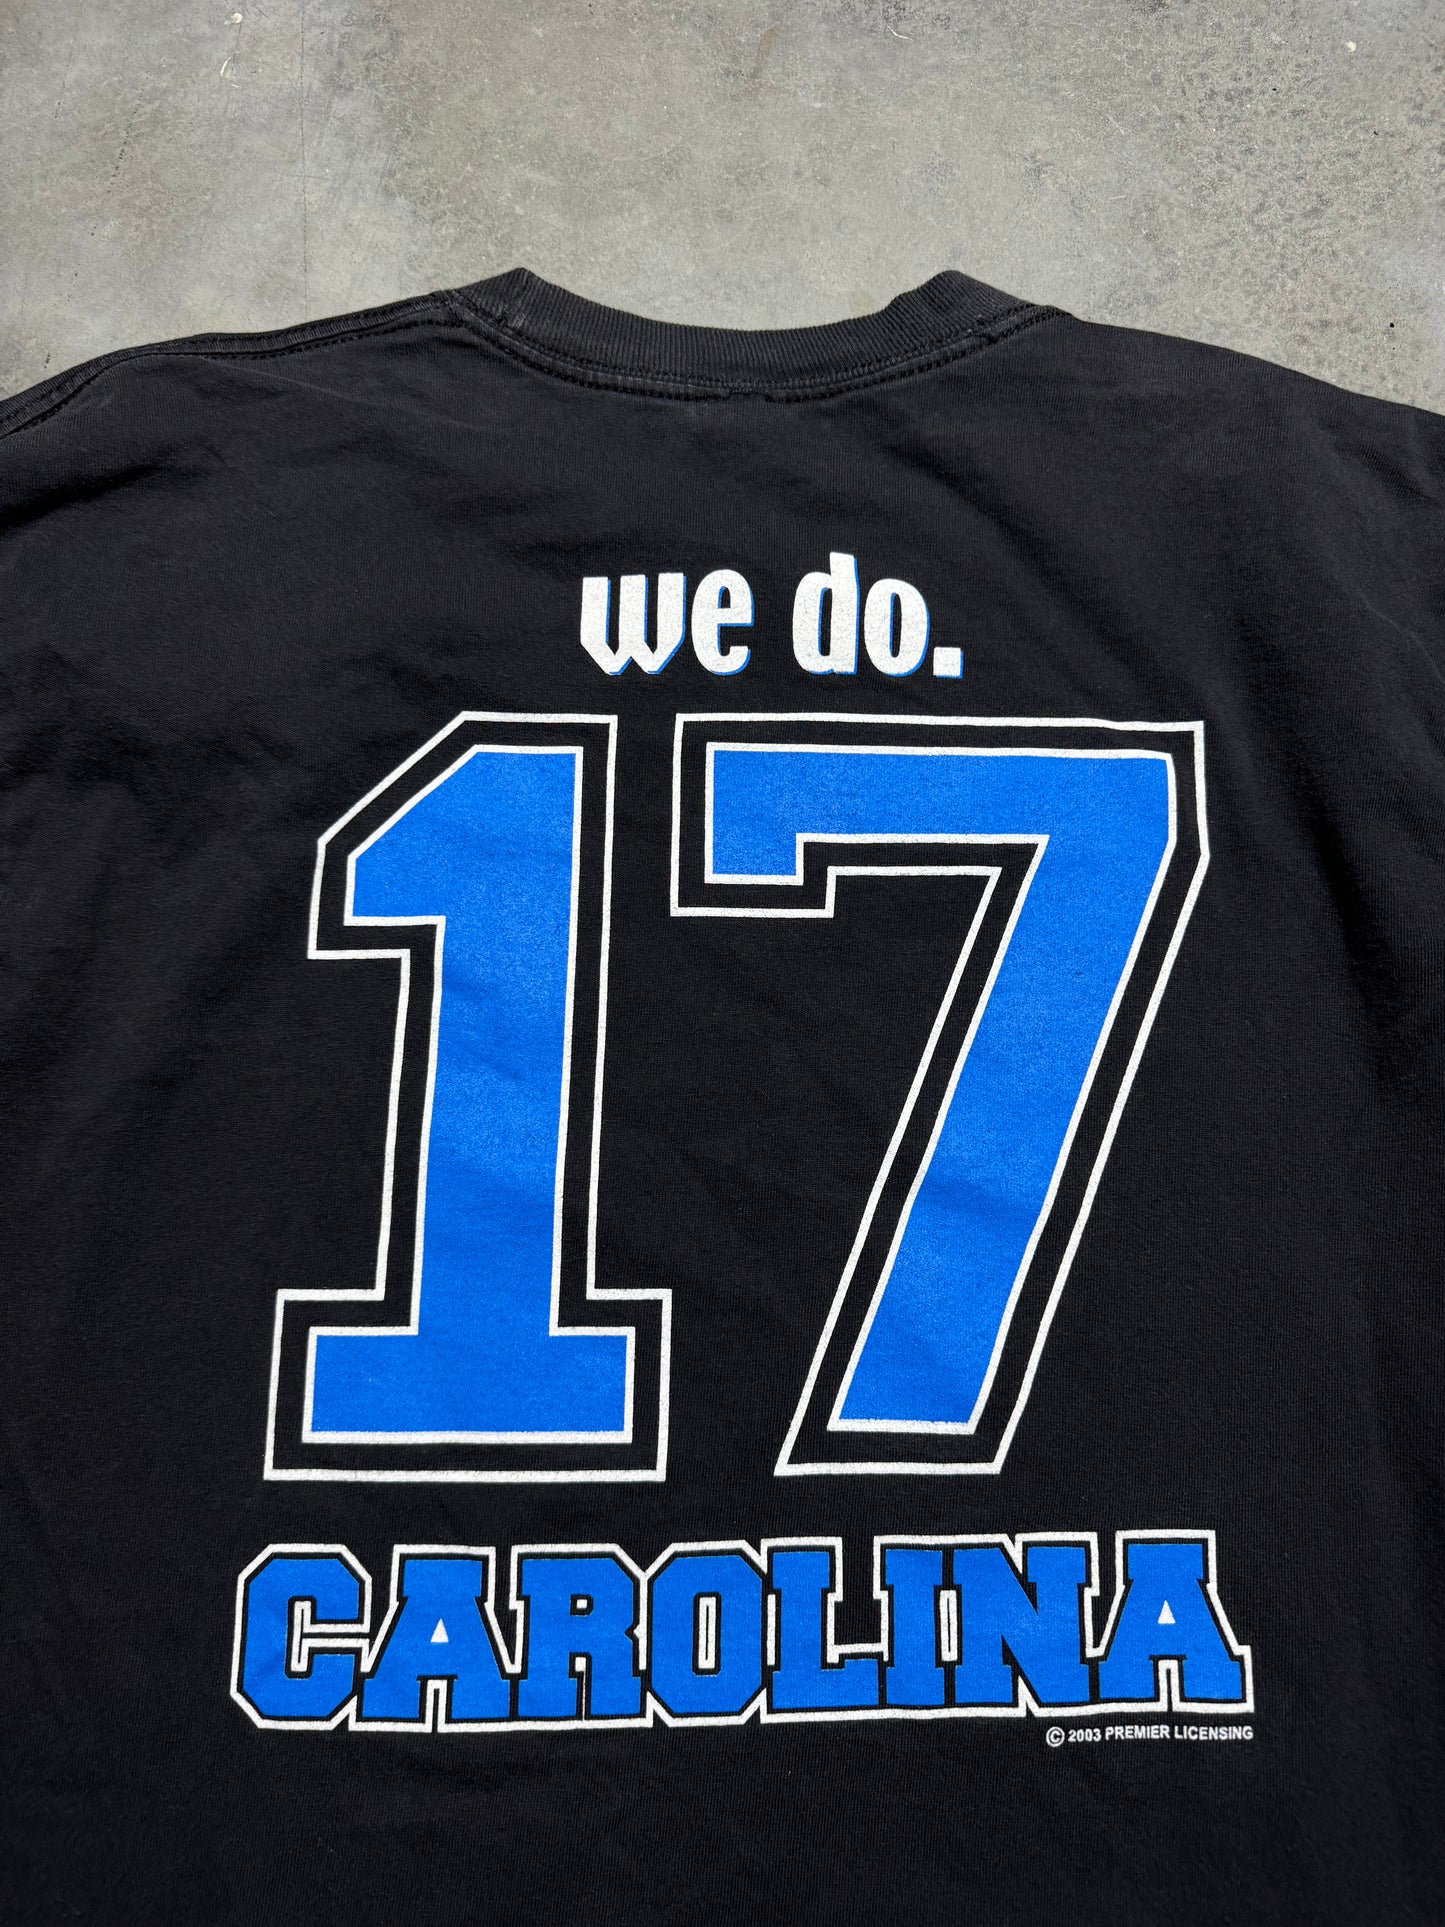 we do.
17
CAROLINA
© 2003 PREMIER LICENSING